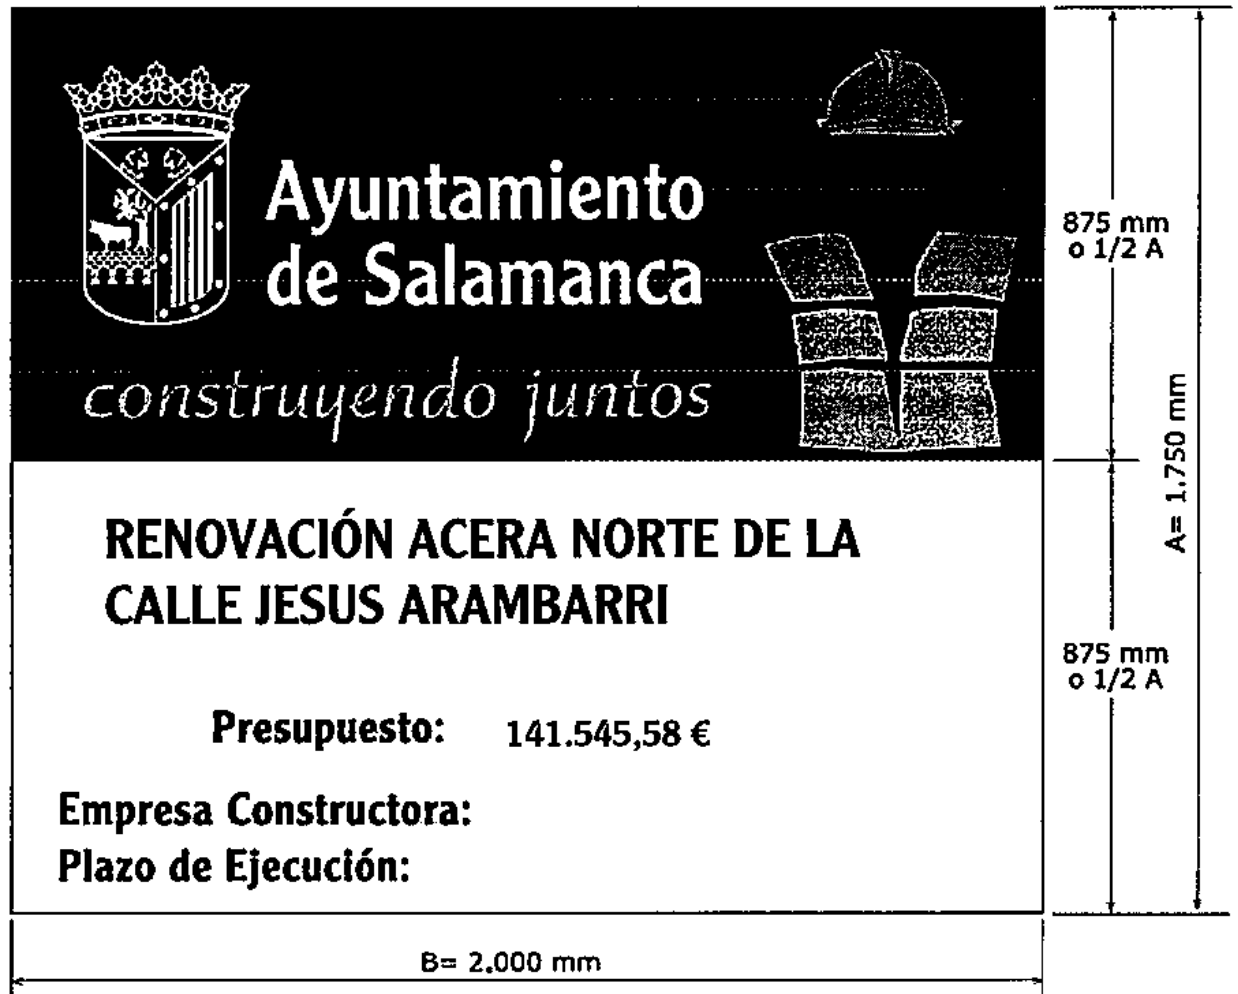 Ayuntamiento
de Salamanca
construyendo juntos
875 mm
o 1/2 A
A= 1.750 mm
RENOVACIÓN ACERA NORTE DE LA
CALLE JESUS ARAMBARRI
875 mm
o 1/2 A
Presupuesto: 141.545,58 €
Empresa Constructora:
Plazo de Ejecución:
B= 2.000 mm